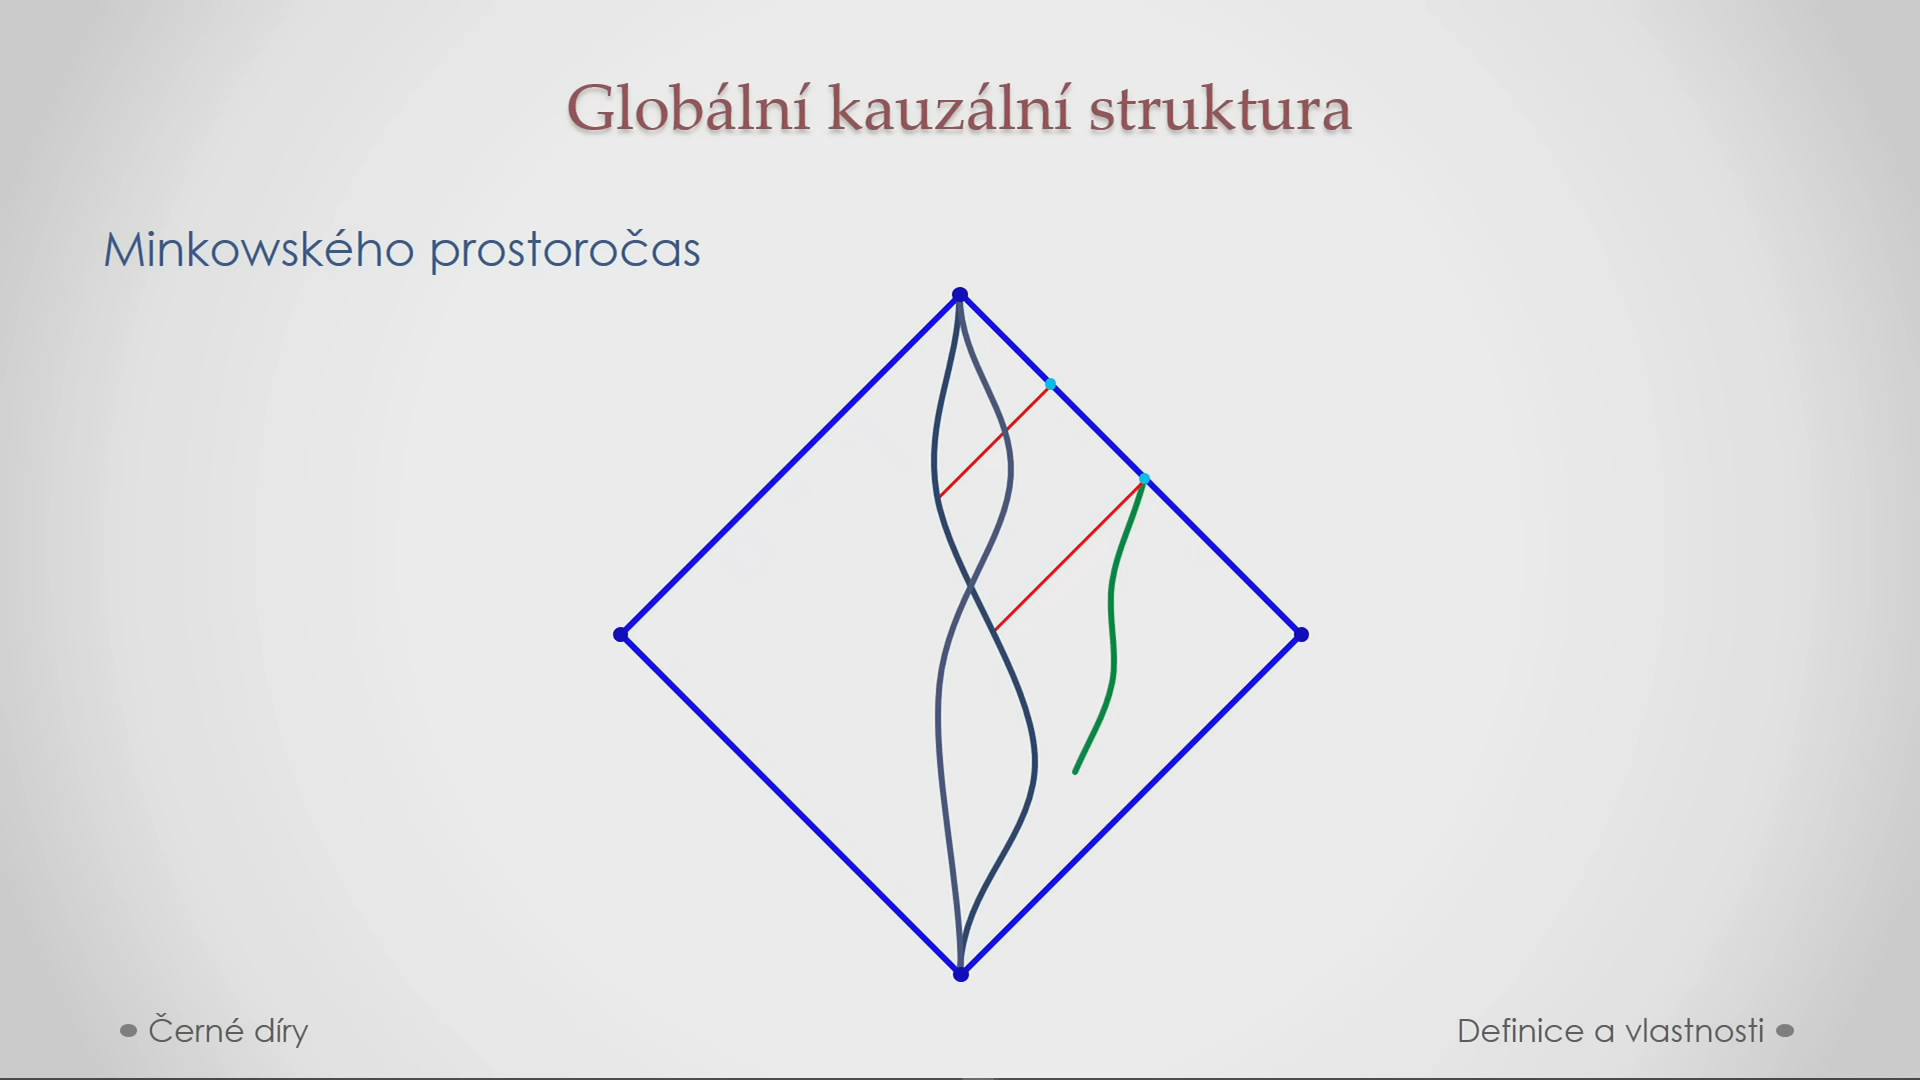 Globální kauzální struktura
Minkowského prostoročas
Černé díry
Definice a vlastnosti